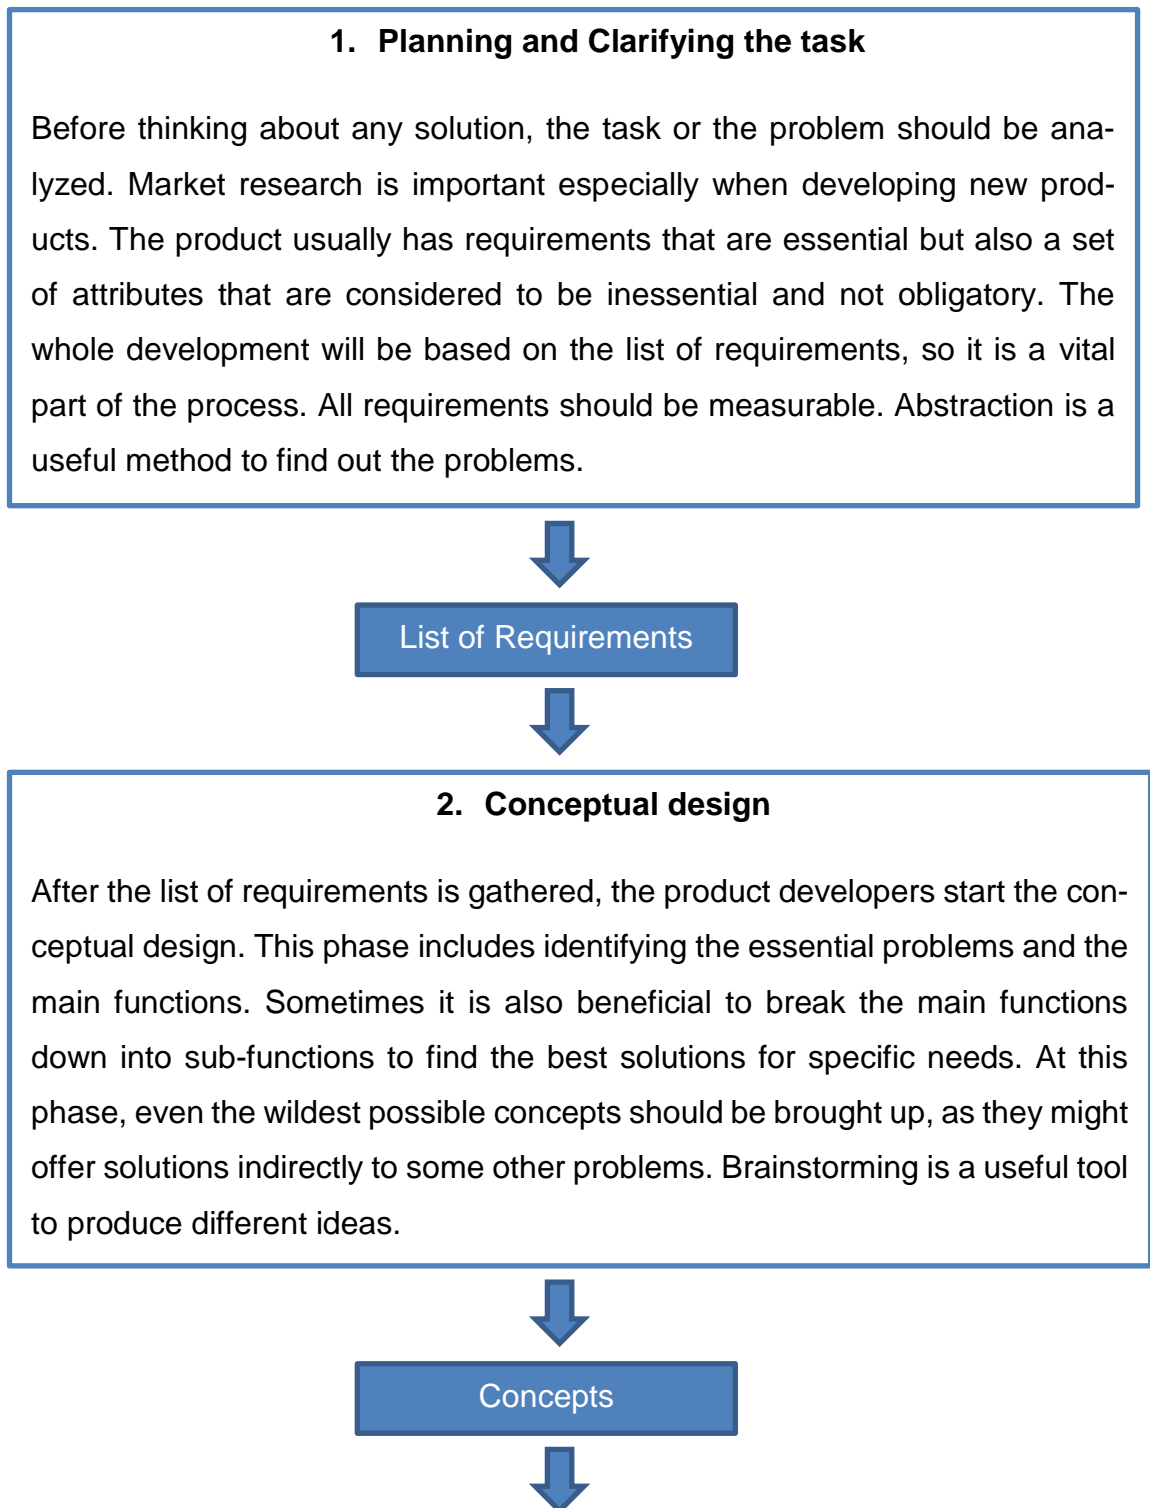 1. Planning and Clarifying the task
Before thinking about any solution, the task or the problem should be ana-
lyzed. Market research is important especially when developing new prod-
ucts. The product usually has requirements that are essential but also a set
of attributes that are considered to be inessential and not obligatory. The
whole development will be based on the list of requirements, so it is a vital
part of the process. All requirements should be measurable. Abstraction is a
useful method to find out the problems.
List of Requirements
2. Conceptual design
After the list of requirements is gathered, the product developers start the con-
ceptual design. This phase includes identifying the essential problems and the
main functions. Sometimes it is also beneficial to break the main functions
down into sub-functions to find the best solutions for specific needs. At this
phase, even the wildest possible concepts should be brought up, as they might
offer solutions indirectly to some other problems. Brainstorming is a useful tool
to produce different ideas.
Concepts